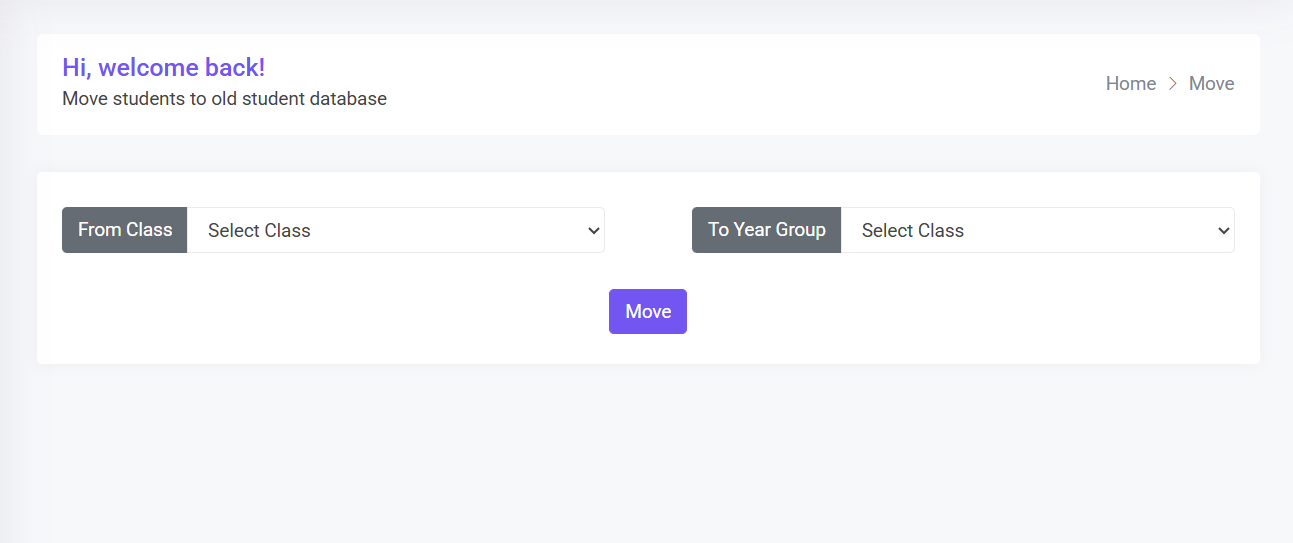 Hi, welcome back!
Move students to old student database
Home > Move
From Class Select Class
To Year Group Select Class
Move